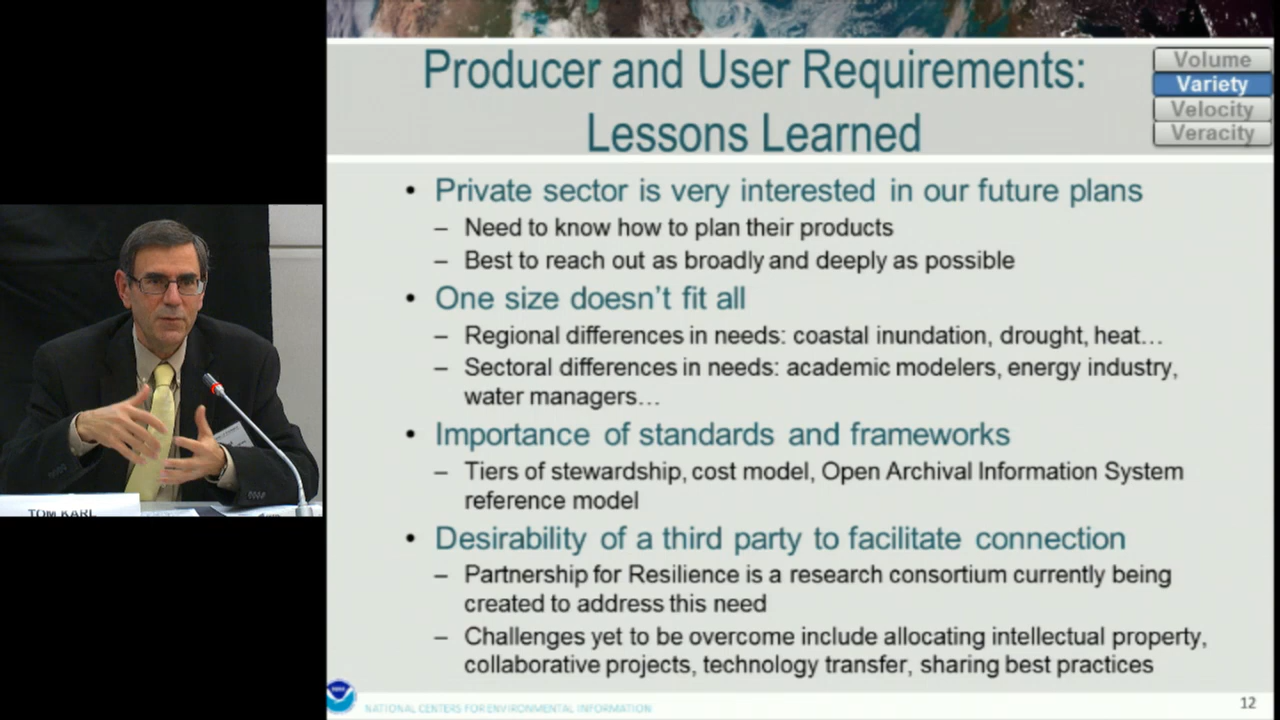 Producer and User Requirements:
Lessons Learned
Volume
Variety
Velocity
Veracity
• Private sector is very interested in our future plans
– Need to know how to plan their products
– Best to reach out as broadly and deeply as possible
• One size doesn't fit all
– Regional differences in needs: coastal inundation, drought, heat…
– Sectoral differences in needs: academic modelers, energy industry,
water managers…
• Importance of standards and frameworks
– Tiers of stewardship, cost model, Open Archival Information System
reference model
• Desirability of a third party to facilitate connection
– Partnership for Resilience is a research consortium currently being
created to address this need
– Challenges yet to be overcome include allocating intellectual property,
collaborative projects, technology transfer, sharing best practices
TOM KARL
NATIONAL CENTERS FOR ENVIRONMENTAL INFORMATION
12